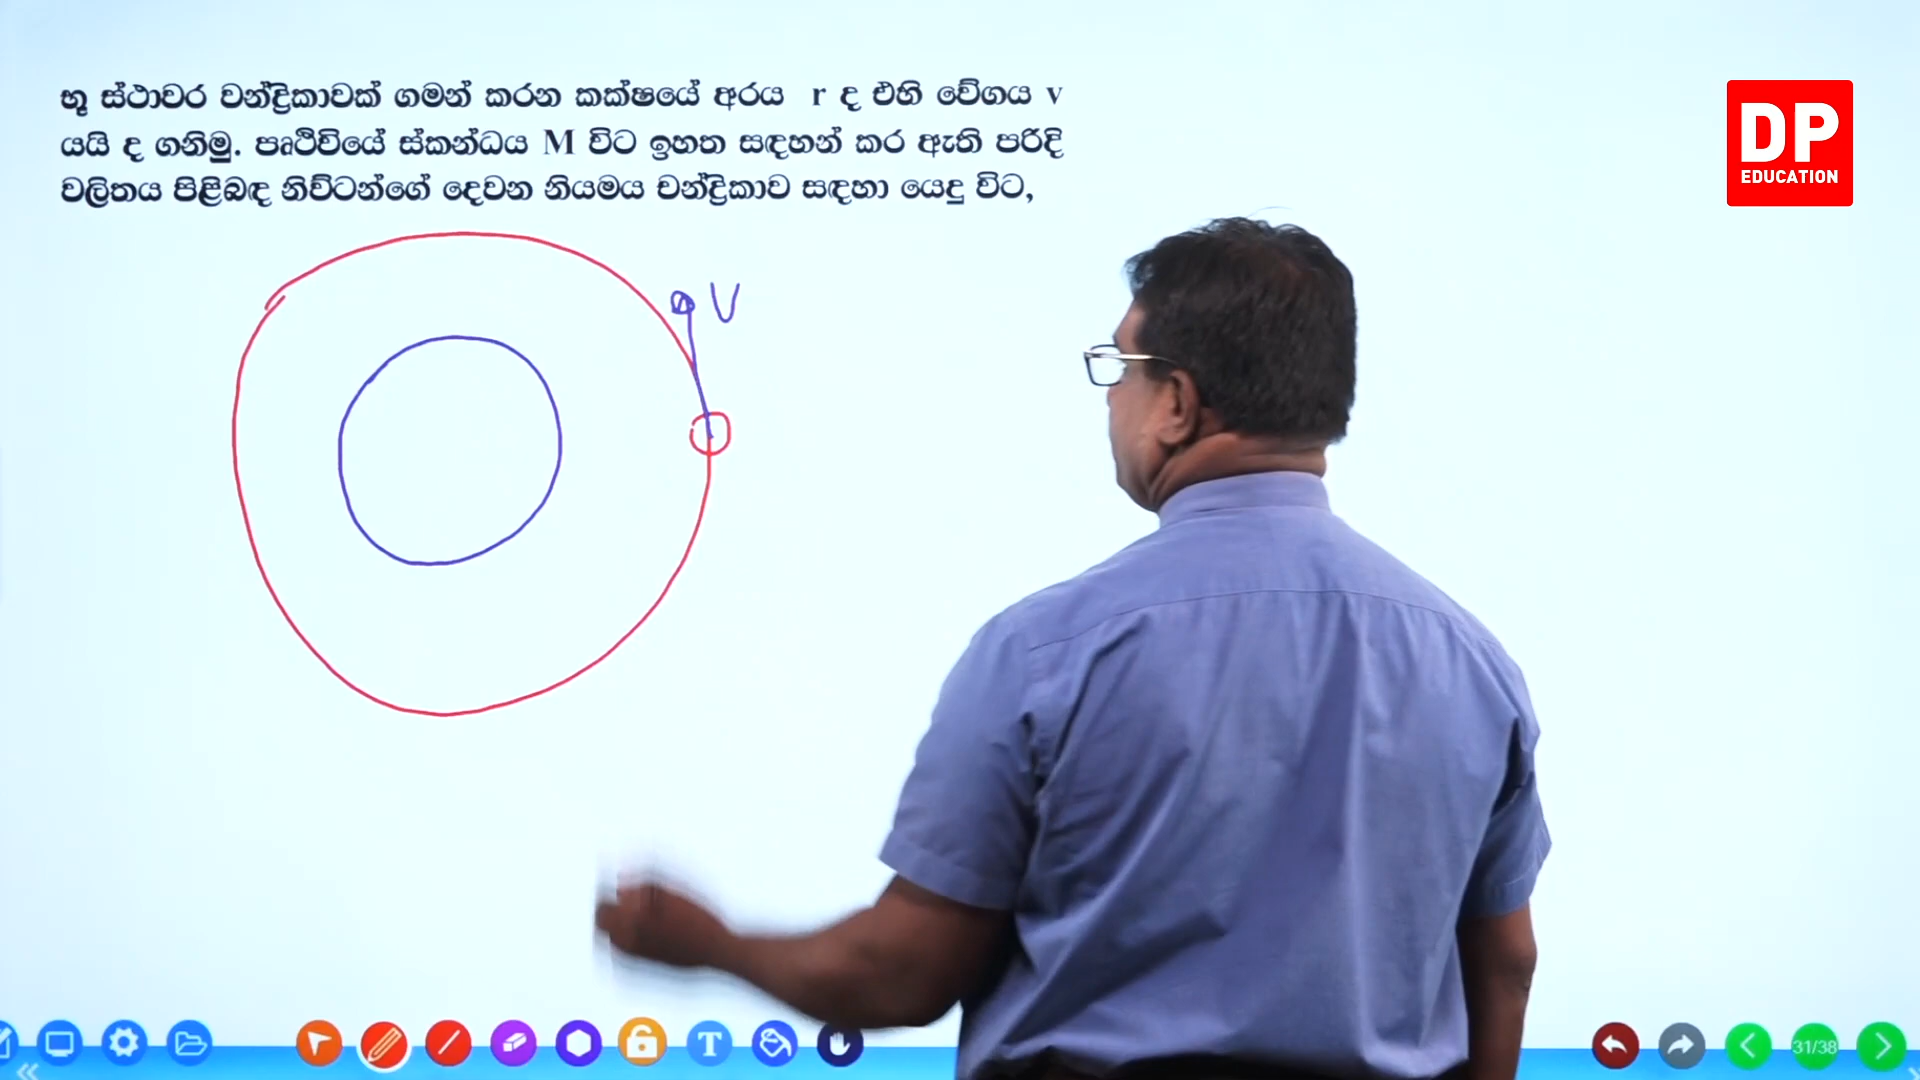 භූ ස්ථාවර චන්ද්‍රිකාවක් ගමන් කරන කක්ෂයේ අරය r ද එහි වේගය v
යයි ද ගනිමු. පෘථිවියේ ස්කන්ධය M විට ඉහත සඳහන් කර ඇති පරිදි
චලිතය පිළිබඳ නිව්ටන්ගේ දෙවන නියමය චන්ද්‍රිකාව සඳහා යෙදූ විට,
DP
EDUCATION
V
T
31/38